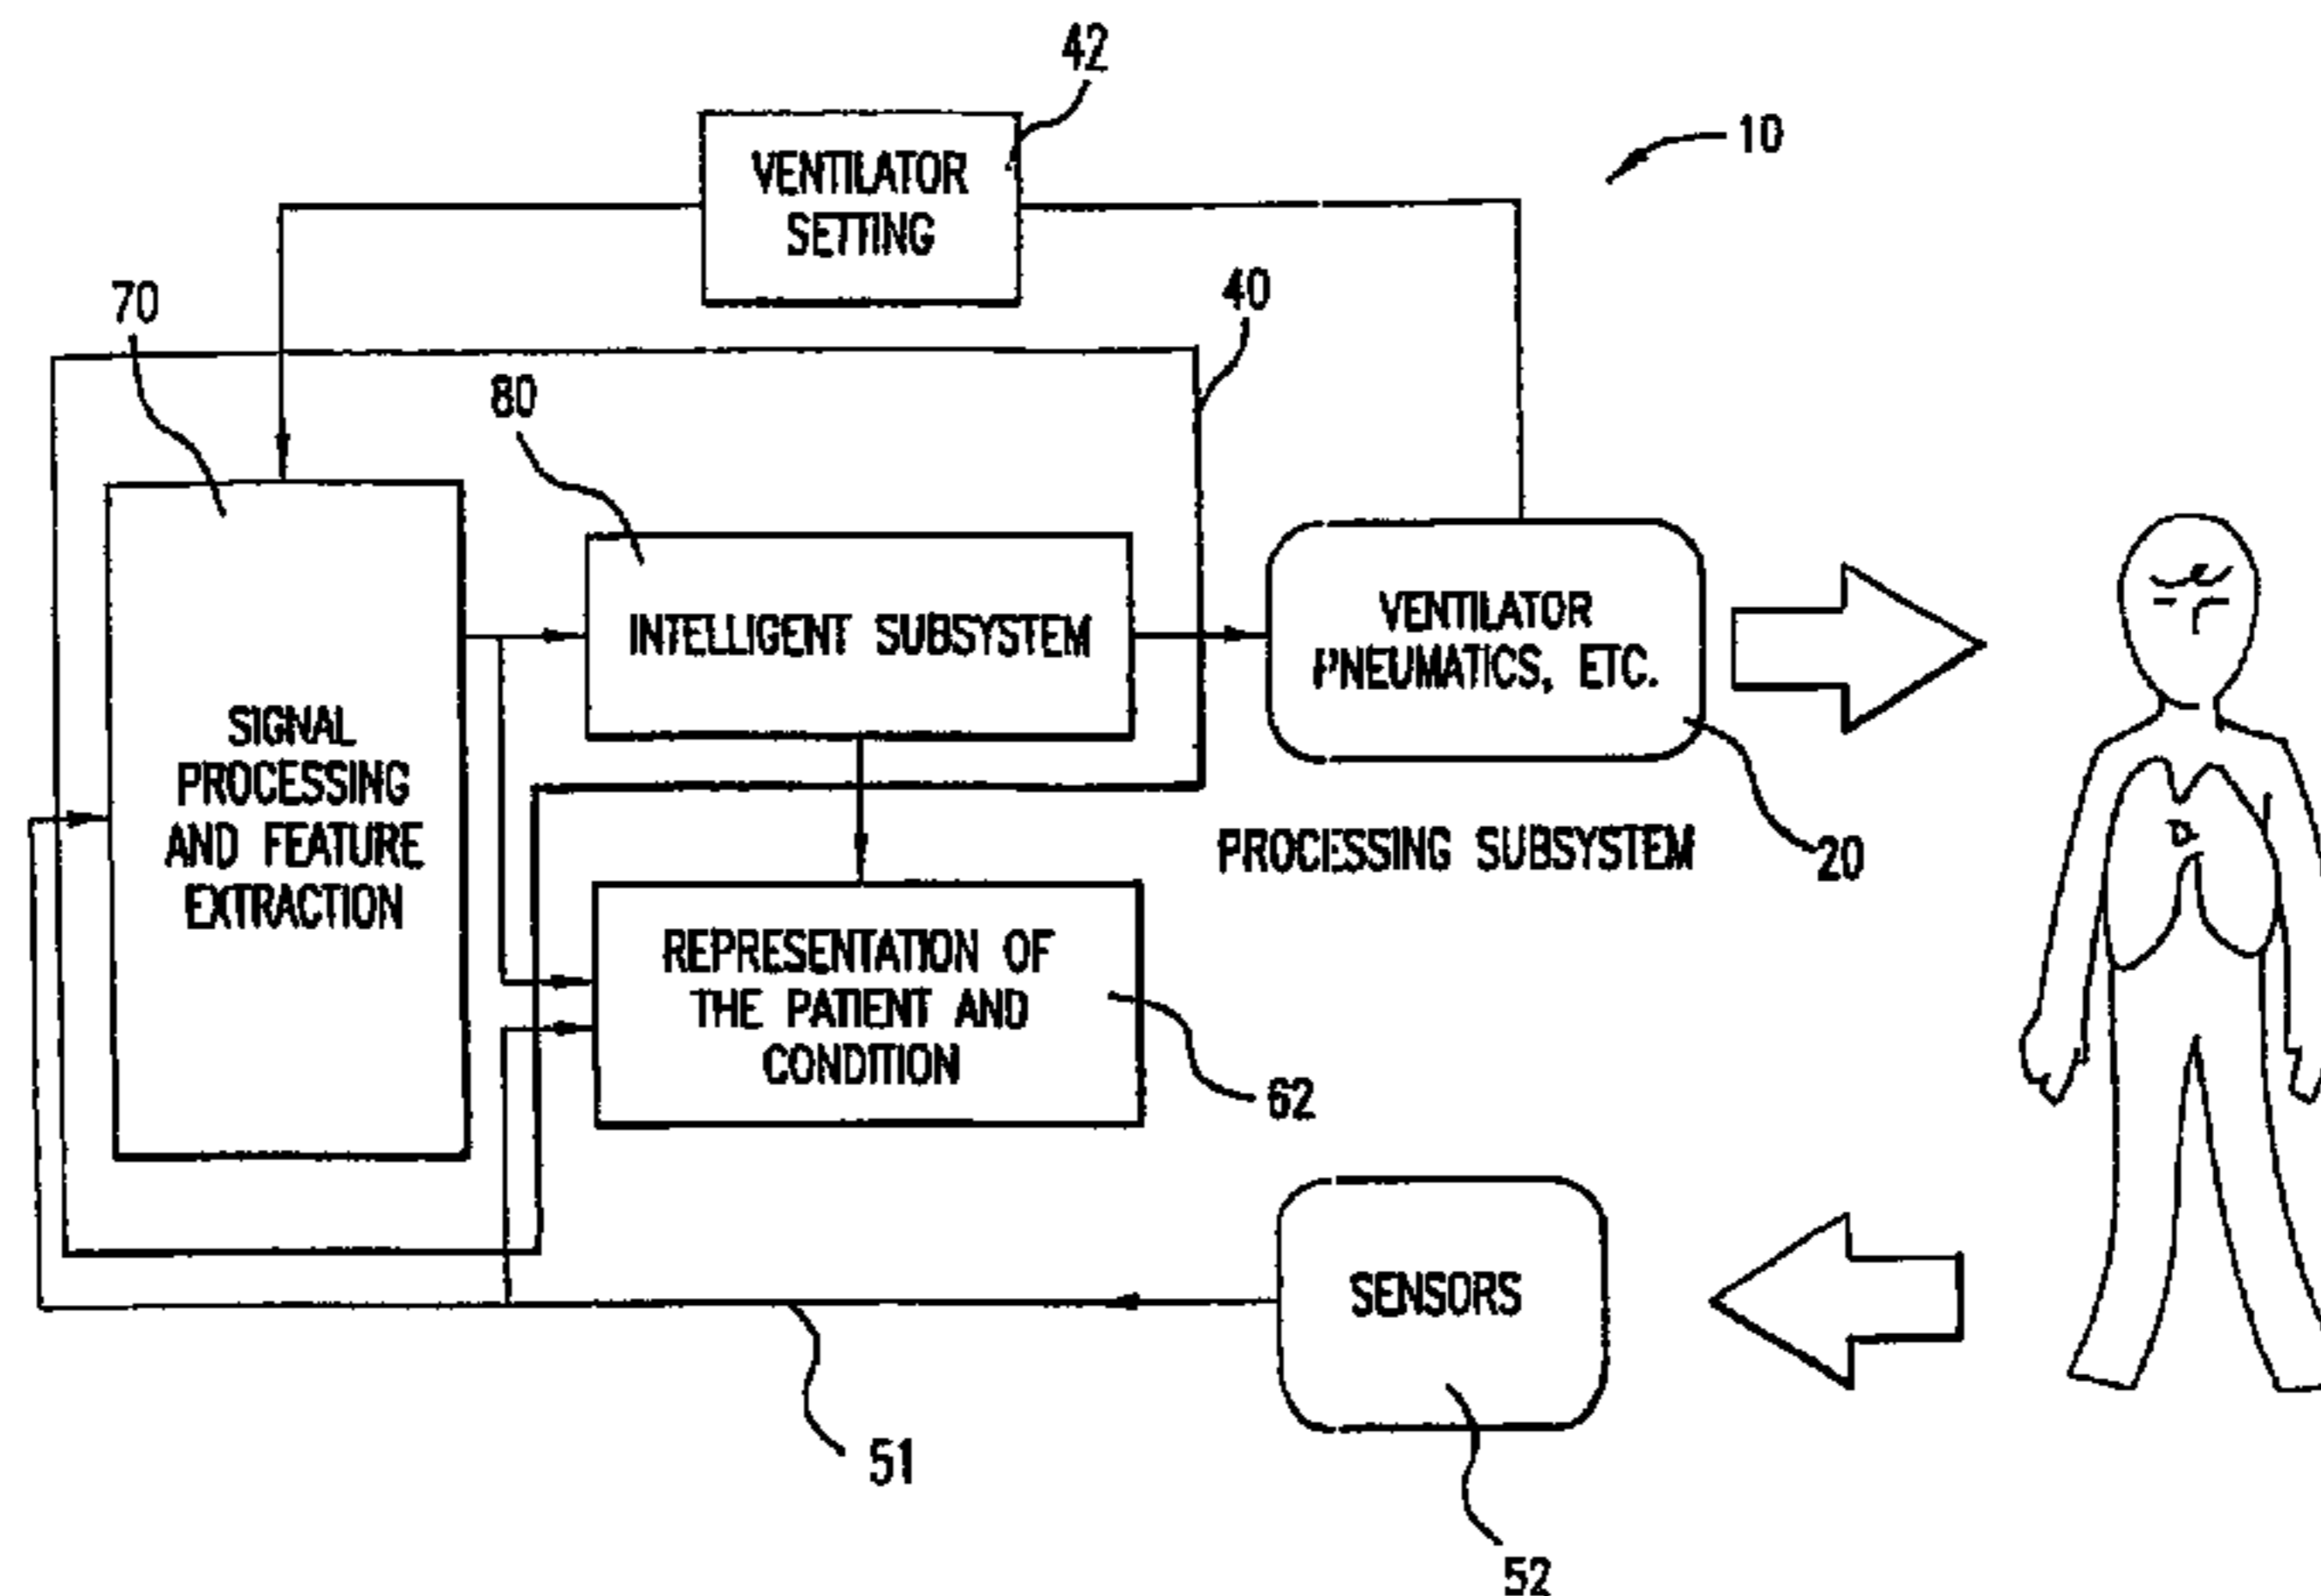 42
VENTILATOR
SETTING
10
40
70
80
INTELLIGENT SUBSYSTEM
VENTILATOR
PNEUMATICS, ETC.
SIGNAL
PROCESSING
AND FEATURE
EXTRACTION
PROCESSING SUBSYSTEM
20
REPRESENTATION OF
THE PATIENT AND
CONDITION
62
SENSORS
51
52